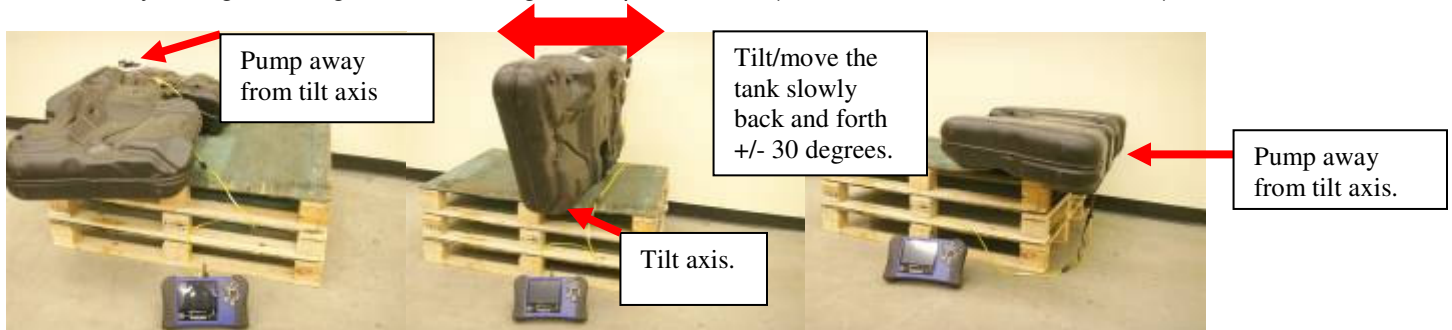 Pump away
from tilt axis
Tilt/move the
tank slowly
back and forth
+/- 30 degrees.
Tilt axis.
Pump away
from tilt axis.